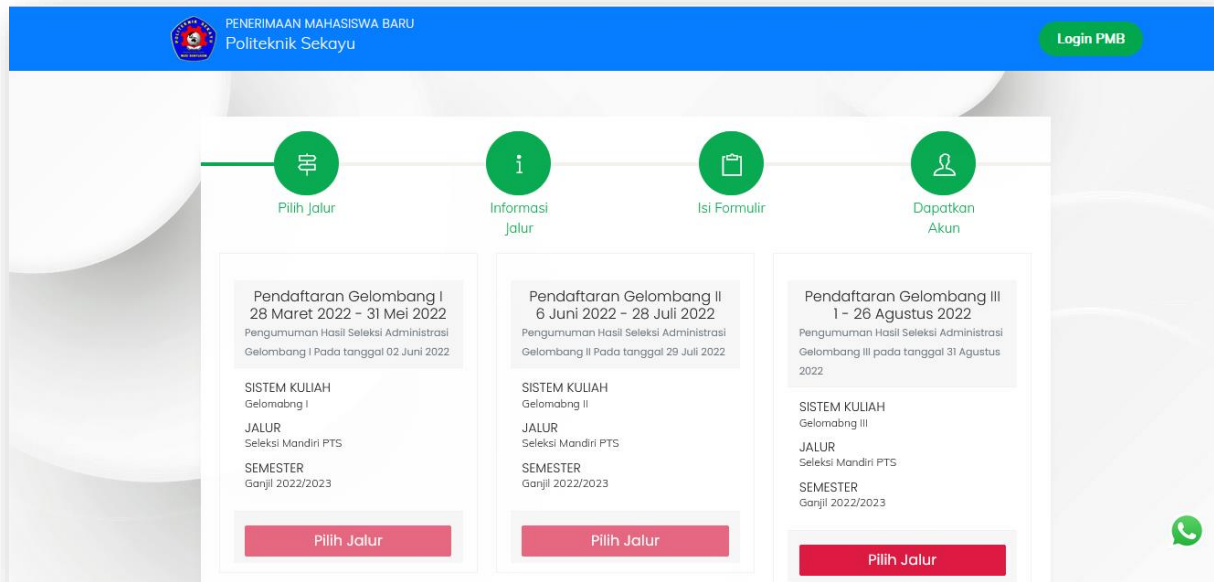 PENERIMAAN MAHASISWA BARU
Politeknik Sekayu
Login PMB
Pilih Jalur
Informasi
Jalur
Isi Formulir
Dapatkan
Akun
Pendaftaran Gelombang I
28 Maret 2022 - 31 Mei 2022
Pengumuman Hasil Seleksi Administrasi
Gelombang I Pada tanggal 02 Juni 2022
SISTEM KULIAH
Gelomabng I
JALUR
Seleksi Mandiri PTS
SEMESTER
Ganjil 2022/2023
Pilih Jalur
Pendaftaran Gelombang II
6 Juni 2022 - 28 Juli 2022
Pengumuman Hasil Seleksi Administrasi
Gelombang II Pada tanggal 29 Juli 2022
SISTEM KULIAH
Gelomabng II
JALUR
Seleksi Mandiri PTS
SEMESTER
Ganjil 2022/2023
Pilih Jalur
Pendaftaran Gelombang III
1 - 26 Agustus 2022
Pengumuman Hasil Seleksi Administrasi
Gelombang III pada tanggal 31 Agustus
2022
SISTEM KULIAH
Gelomabng III
JALUR
Seleksi Mandiri PTS
SEMESTER
Ganjil 2022/2023
Pilih Jalur